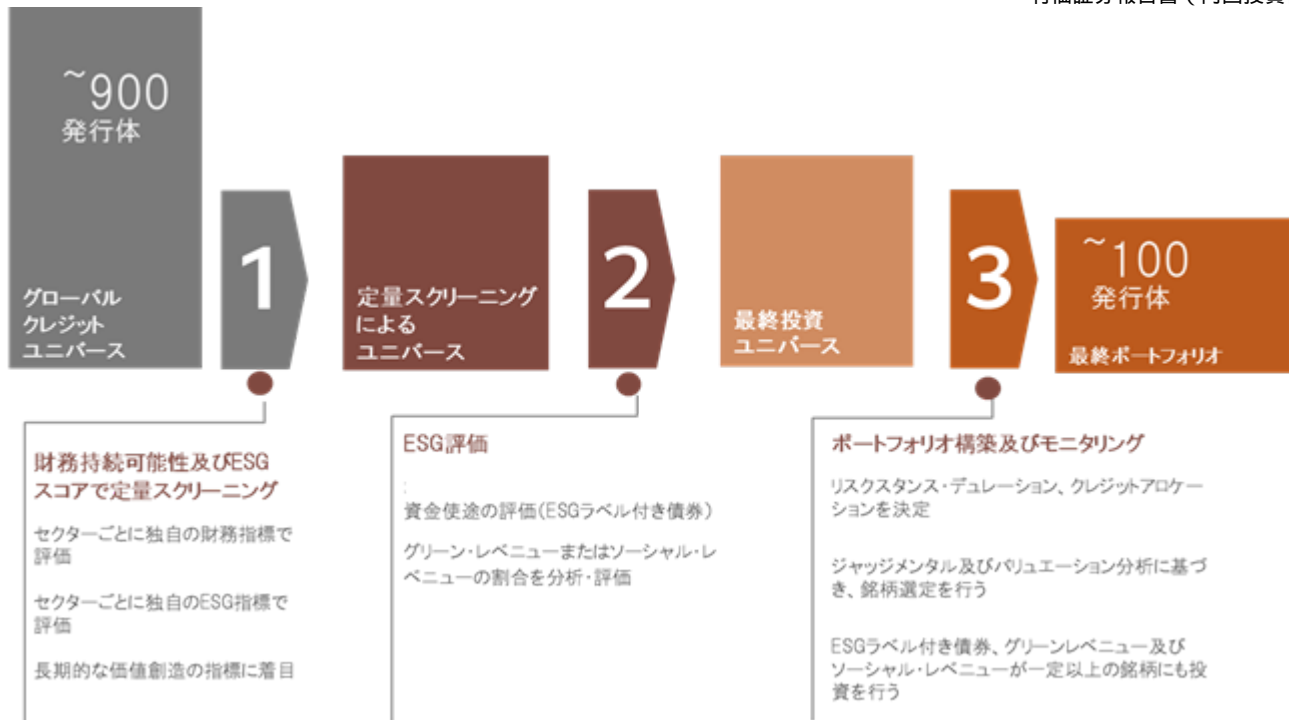 有価証券報告書(内国投資
~900
発行体
グローバル
クレジット
ユニバース
1
定量スクリーニング
による
ユニバース
2
最終投資
ユニバース
3
~100
発行体
最終ポートフォリオ
財務持続可能性及びESG
スコアで定量スクリーニング
セクターごとに独自の財務指標で
評価
セクターごとに独自のESG指標で
評価
長期的な価値創造の指標に着目
ESG評価
:
資金使途の評価(ESGラベル付き債券)
グリーン・レベニューまたはソーシャル・レ
ベニューの割合を分析・評価
ポートフォリオ構築及びモニタリング
リスクスタンス・デュレーション、クレジットアロケー
ションを決定
ジャッジメンタル及びバリュエーション分析に基づ
き、銘柄選定を行う
ESGラベル付き債券、グリーンレベニュー及び
ソーシャル・レベニューが一定以上の銘柄にも投
資を行う